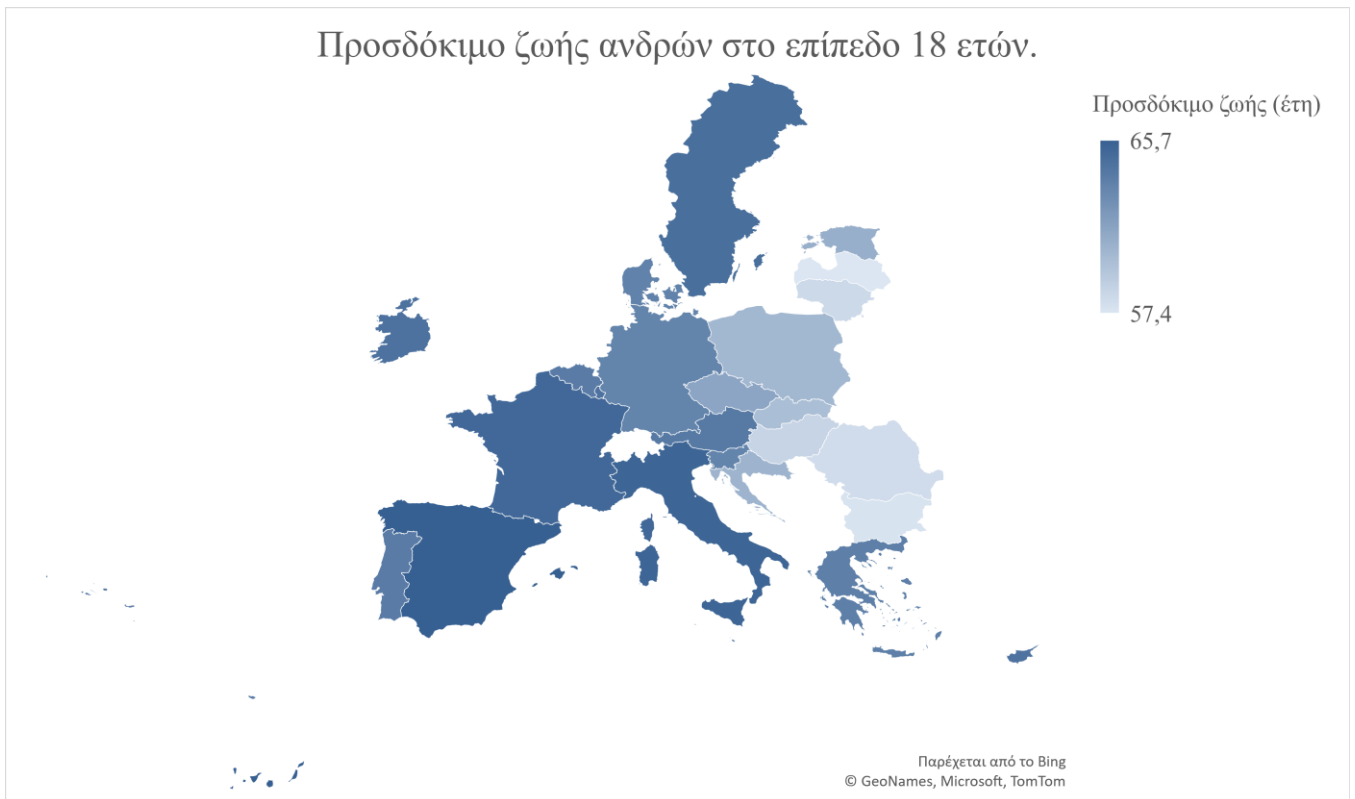 Προσδόκιμο ζωής ανδρών στο επίπεδο 18 ετών.
Προσδόκιμο ζωής (έτη)
65,7
57,4
Παρέχεται από το Bing
© GeoNames, Microsoft, TomTom